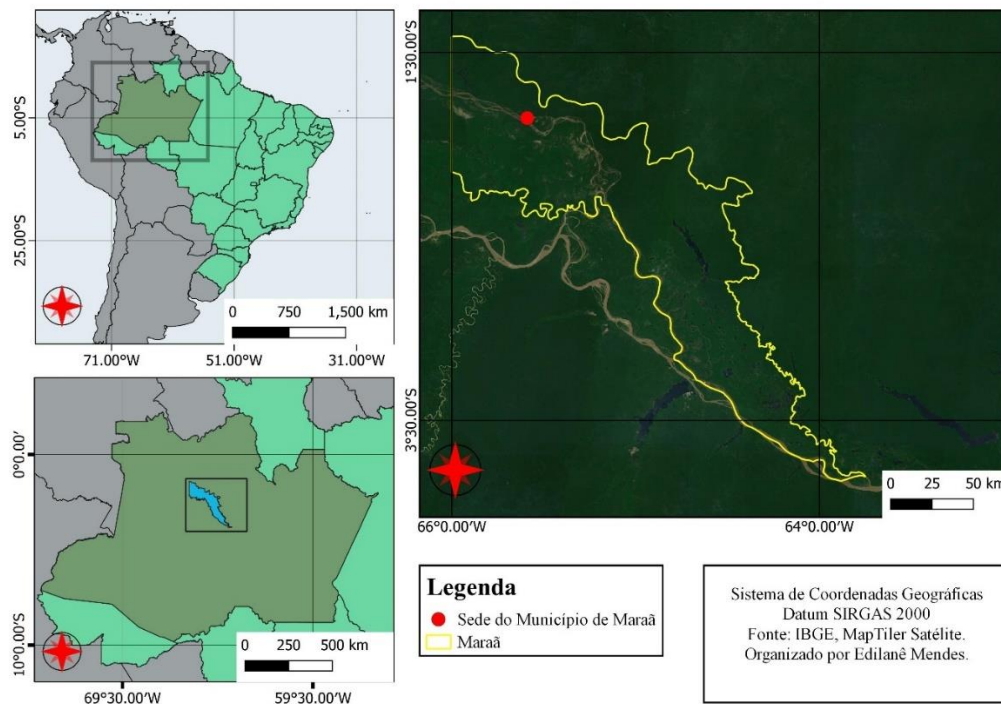 5.00°S
25.00°S
0 750 1,500 km
71.00°W 51.00°W 31.00°W
0°0.00'
10°0.00'S
0 250 500 km
69°30.00'W 59°30.00'W
1°30.00'S
3°30.00'S
0 25 50 km
66°0.00'W 64°0.00'W
Legenda
Sede do Município de Maraã
Maraã
Sistema de Coordenadas Geográficas
Datum SIRGAS 2000
Fonte: IBGE, MapTiler Satélite.
Organizado por Edilanê Mendes.